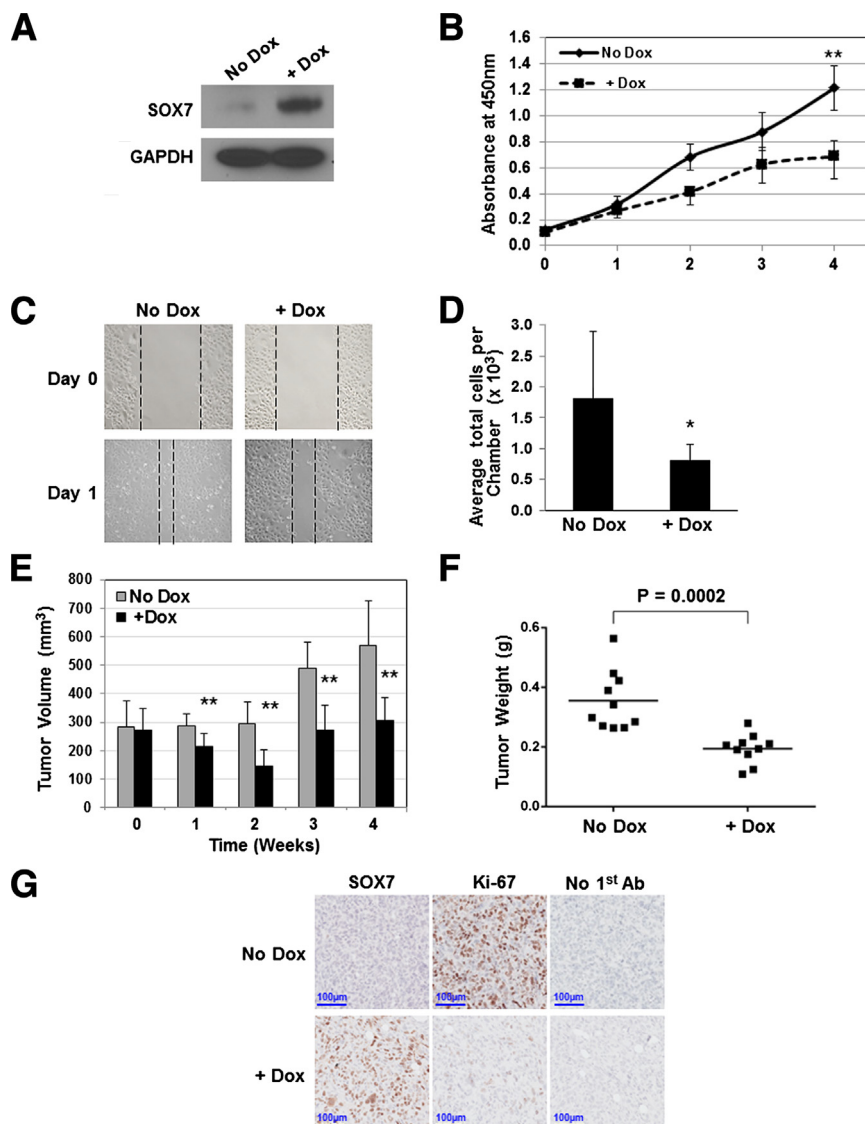 A
No Dox
+ Dox
SOX7
GAPDH
B
1.6
1.4
1.2
1.0
0.8
0.6
0.4
0.2
0.0
Absorbance at 450nm
No Dox
+ Dox
**
0 1 2 3 4
C
No Dox + Dox
Day 0
Day 1
D
3.0
2.5
2.0
1.5
1.0
0.5
0.0
Average total cells per
Chamber (x 10³)
*
No Dox + Dox
E
800
700
600
500
400
300
200
100
0
Tumor Volume (mm³)
No Dox
+Dox
** ** ** **
0 1 2 3 4
Time (Weeks)
F
P = 0.0002
0.6
0.4
0.2
0.0
Tumor Weight (g)
No Dox + Dox
G
SOX7 Ki-67 No 1st Ab
No Dox
100µm 100µm 100µm
+ Dox
100µm 100µm 100µm